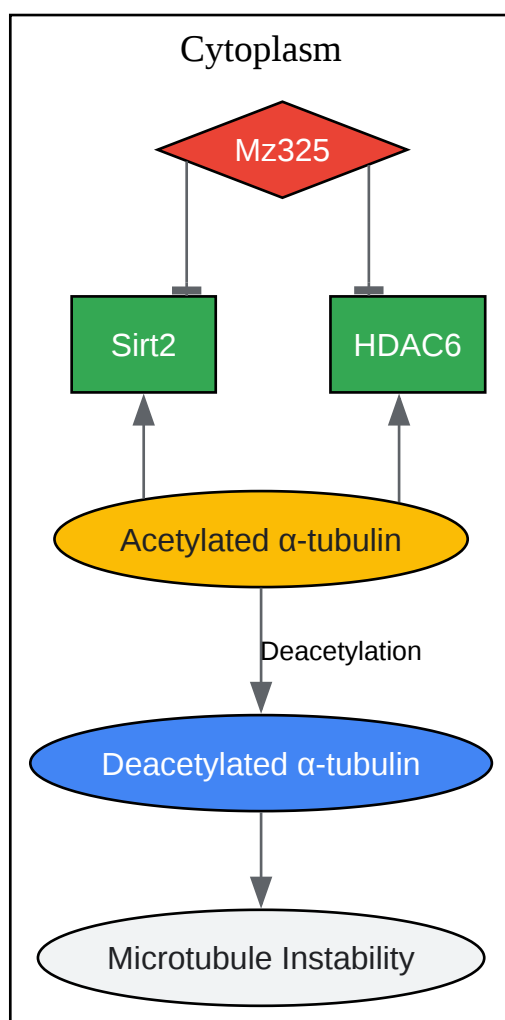 Cytoplasm
Mz325
Sirt2
HDAC6
Acetylated α-tubulin
Deacetylation
Deacetylated α-tubulin
Microtubule Instability